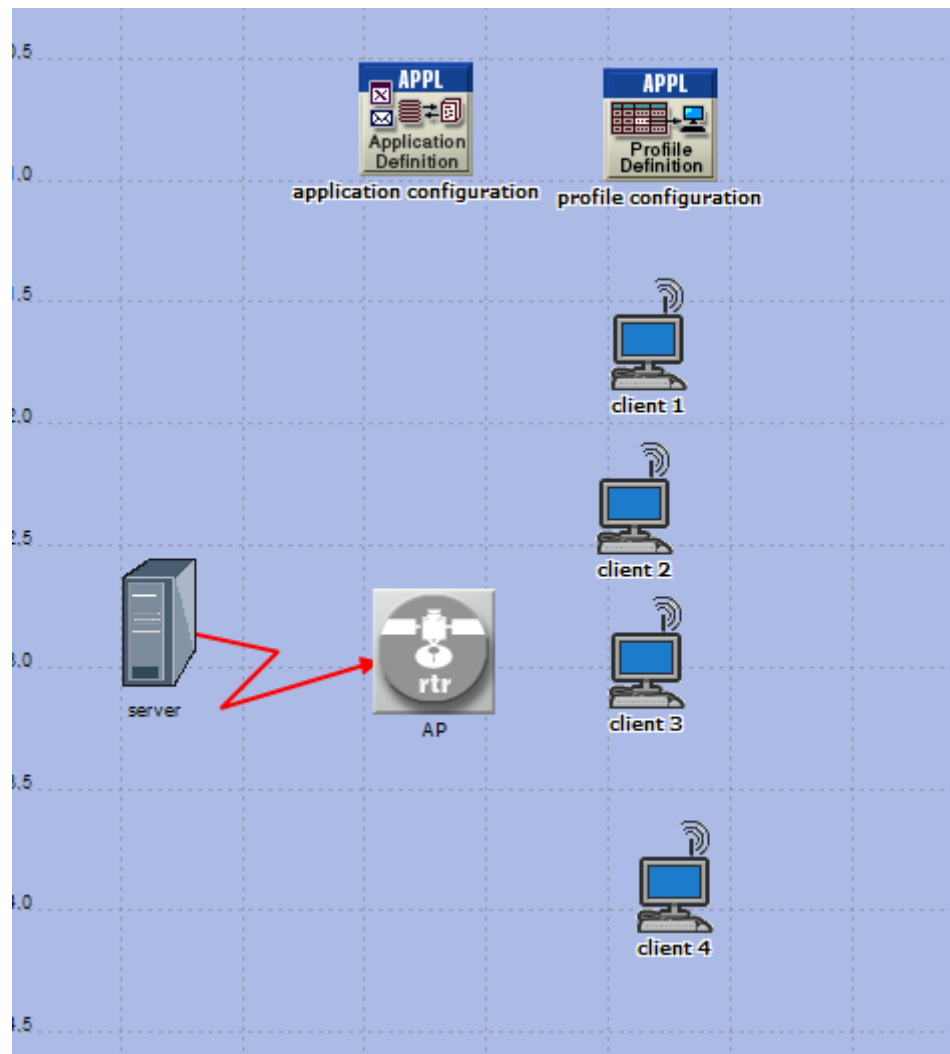 0.5
APPL
Application
Definition
application configuration
APPL
Profiile
Definition
profile configuration
1.0
1.5
client 1
2.0
client 2
2.5
server
3.0
rtr
AP
client 3
3.5
4.0
client 4
4.5